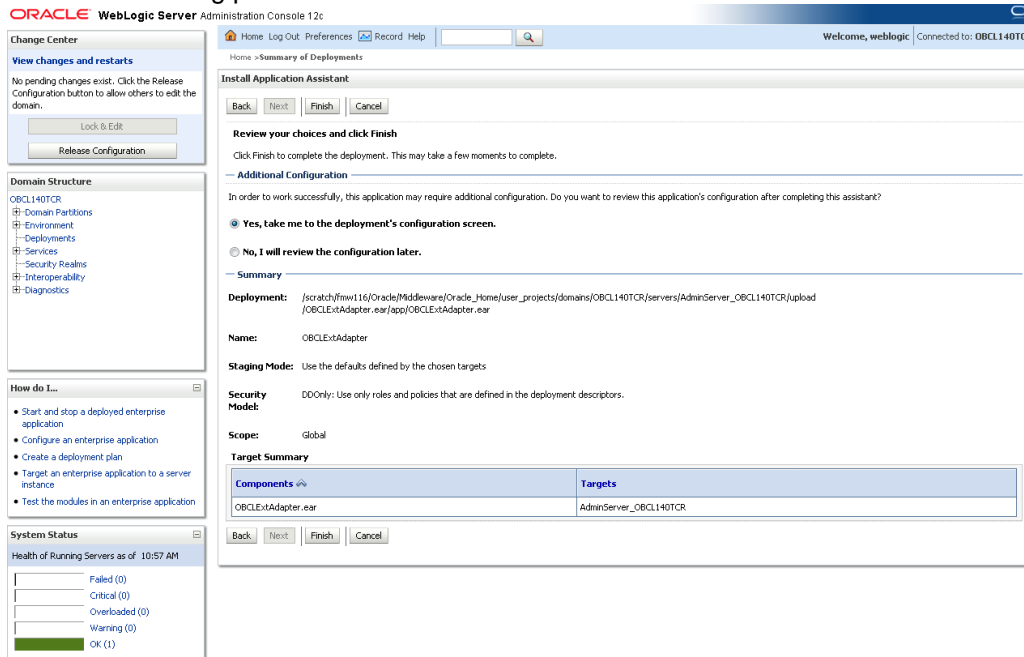 ORACLE WebLogic Server Administration Console 12c
Change Center
View changes and restarts
No pending changes exist. Click the Release
Configuration button to allow others to edit the
domain.
Lock & Edit
Release Configuration
Domain Structure
OBCL140TCR
Domain Partitions
Environment
Deployments
Services
Security Realms
Interoperability
Diagnostics
How do I...
Start and stop a deployed enterprise
application
Configure an enterprise application
Create a deployment plan
Target an enterprise application to a server
instance
Test the modules in an enterprise application
System Status
Health of Running Servers as of 10:57 AM
Failed (0)
Critical (0)
Overloaded (0)
Warning (0)
OK (1)
Home Log Out Preferences Record Help
Welcome, weblogic Connected to: OBCL140TC
Home >Summary of Deployments
Install Application Assistant
Back Next Finish Cancel
Review your choices and click Finish
Click Finish to complete the deployment. This may take a few moments to complete.
Additional Configuration
In order to work successfully, this application may require additional configuration. Do you want to review this application's configuration after completing this assistant?
Yes, take me to the deployment's configuration screen.
No, I will review the configuration later.
Summary
Deployment: /scratch/fmw116/Oracle/Middleware/Oracle_Home/user_projects/domains/OBCL140TCR/servers/AdminServer_OBCL140TCR/upload
/OBCLExtAdapter.ear/app/OBCLExtAdapter.ear
Name: OBCLExtAdapter
Staging Mode: Use the defaults defined by the chosen targets
Security DDOnly: Use only roles and policies that are defined in the deployment descriptors.
Model:
Scope: Global
Target Summary
Components Targets
OBCLExtAdapter.ear AdminServer_OBCL140TCR
Back Next Finish Cancel